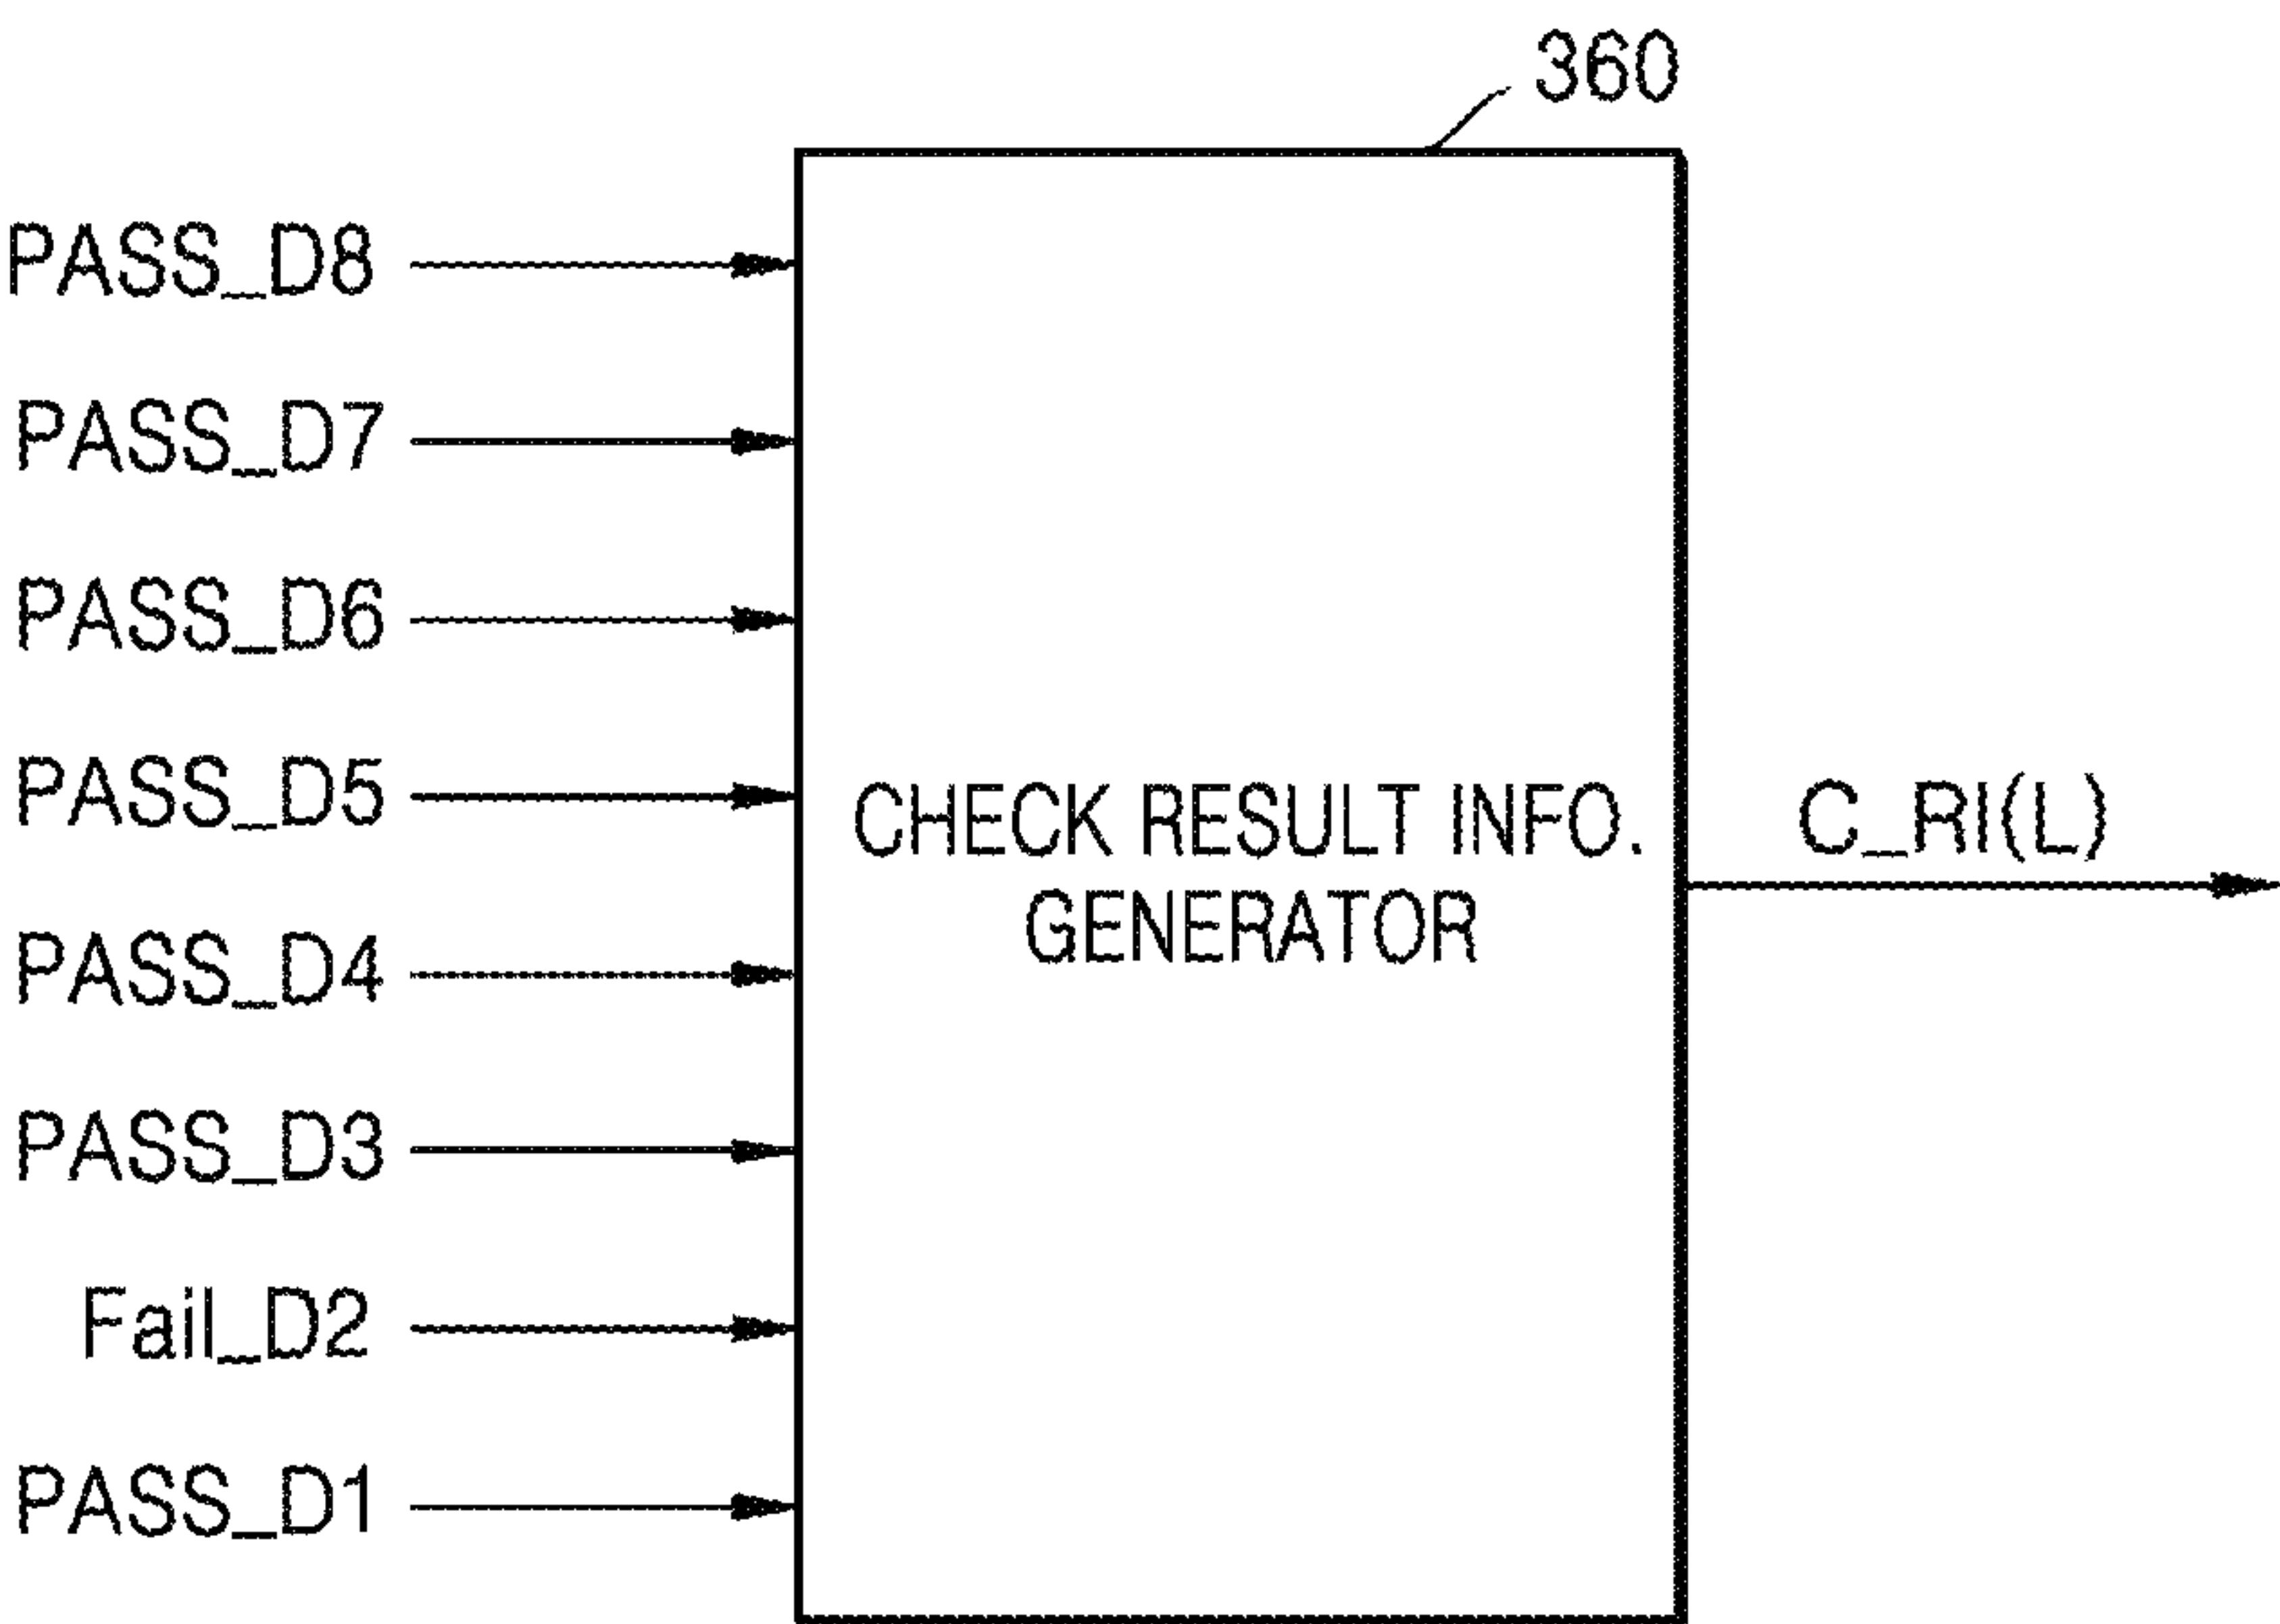 360
PASS_D8
PASS_D7
PASS_D6
PASS_D5
PASS_D4
PASS_D3
Fail_D2
PASS_D1
CHECK RESULT INFO.
GENERATOR
C_RI(L)